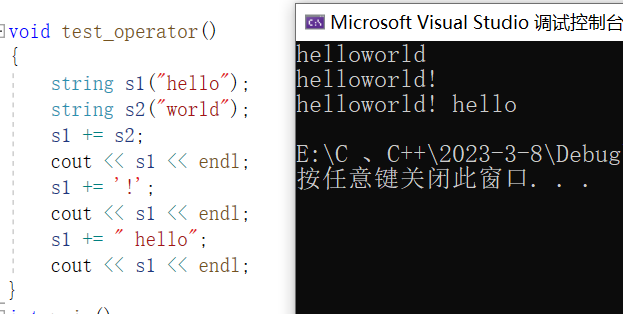 void test_operator()
{
string s1("hello");
string s2("world");
s1 += s2;
cout << s1 << endl;
s1 += '!';
cout << s1 << endl;
s1 += " hello";
cout << s1 << endl;
}
Microsoft Visual Studio 调试控制台
helloworld
helloworld!
helloworld! hello
E:\C 、C++\2023-3-8\Debug
按任意键关闭此窗口. . .